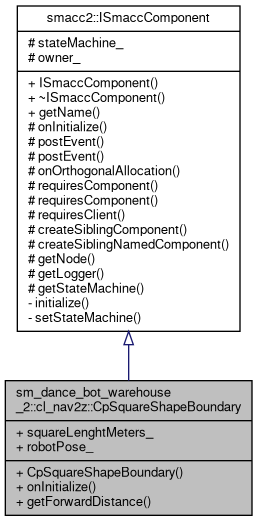 smacc2::ISmaccComponent
# stateMachine_
# owner_
+ ISmaccComponent()
+ ~ISmaccComponent()
+ getName()
# onInitialize()
# postEvent()
# postEvent()
# onOrthogonalAllocation()
# requiresComponent()
# requiresComponent()
# requiresClient()
# createSiblingComponent()
# createSiblingNamedComponent()
# getNode()
# getLogger()
# getStateMachine()
- initialize()
- setStateMachine()
sm_dance_bot_warehouse
_2::cl_nav2z::CpSquareShapeBoundary
+ squareLenghtMeters_
+ robotPose_
+ CpSquareShapeBoundary()
+ onInitialize()
+ getForwardDistance()